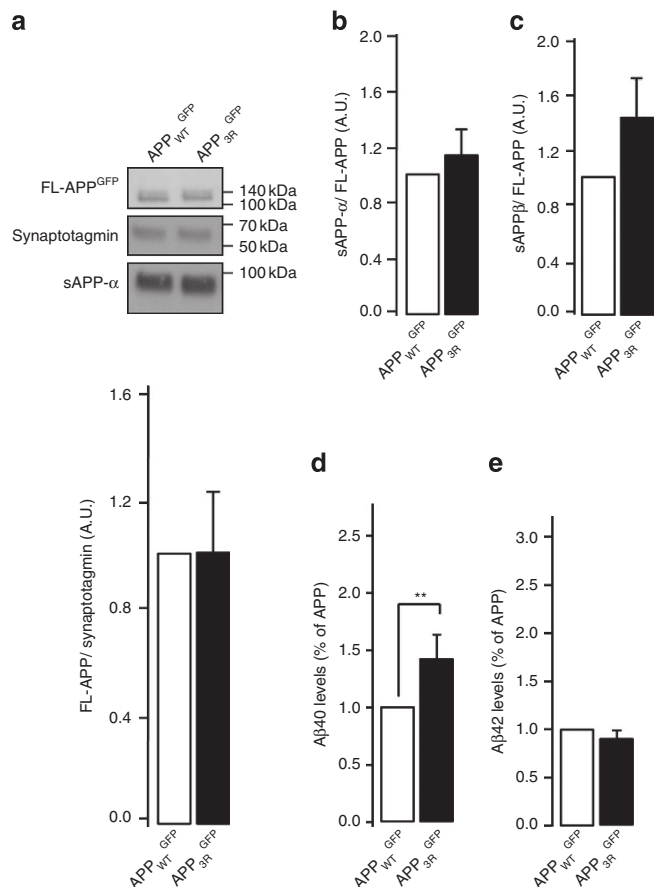 a
APP WT GFP
APP 3R GFP
FL-APP GFP
140 kDa
100 kDa
Synaptotagmin
70 kDa
50 kDa
sAPP-α
100 kDa
FL-APP/ synaptotagmin (A.U.)
1.6
1.2
0.8
0.4
0.0
APP WT GFP
APP 3R GFP
b
sAPP-α/ FL-APP (A.U.)
2.0
1.6
1.2
0.8
0.4
0.0
APP WT GFP
APP 3R GFP
c
sAPPβ/ FL-APP (A.U.)
2.0
1.6
1.2
0.8
0.4
0.0
APP WT GFP
APP 3R GFP
d
Aβ40 levels (% of APP)
2.5
2.0
1.5
1.0
0.5
0.0
**
APP WT GFP
APP 3R GFP
e
Aβ42 levels (% of APP)
3.0
2.5
2.0
1.5
1.0
0.5
0.0
APP WT GFP
APP 3R GFP